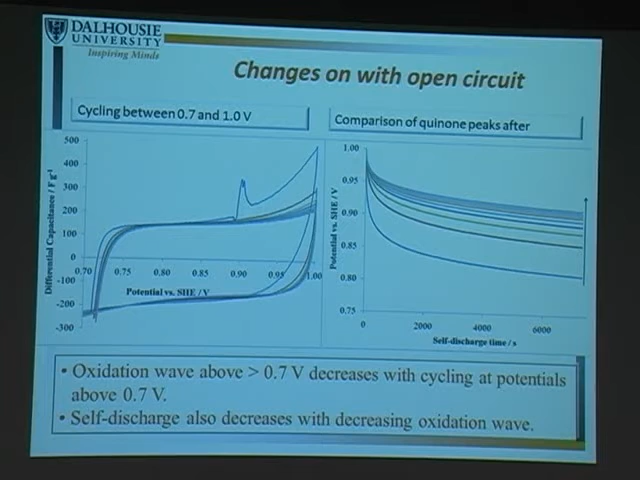 DALHOUSIE
UNIVERSITY
Inspiring Minds
Changes on with open circuit
Cycling between 0.7 and 1.0 V
Comparison of quinone peaks after
500
400
300
200
100
0
-100
-200
-300
0.70 0.75 0.80 0.85 0.90 0.95 1.00
Differential Capacitance / F g-1
Potential vs. SHE / V
1.00
0.95
0.90
0.85
0.80
0.75
0 2000 4000 6000
Potential vs. SHE / V
Self-discharge time / s
• Oxidation wave above > 0.7 V decreases with cycling at potentials
above 0.7 V.
• Self-discharge also decreases with decreasing oxidation wave.